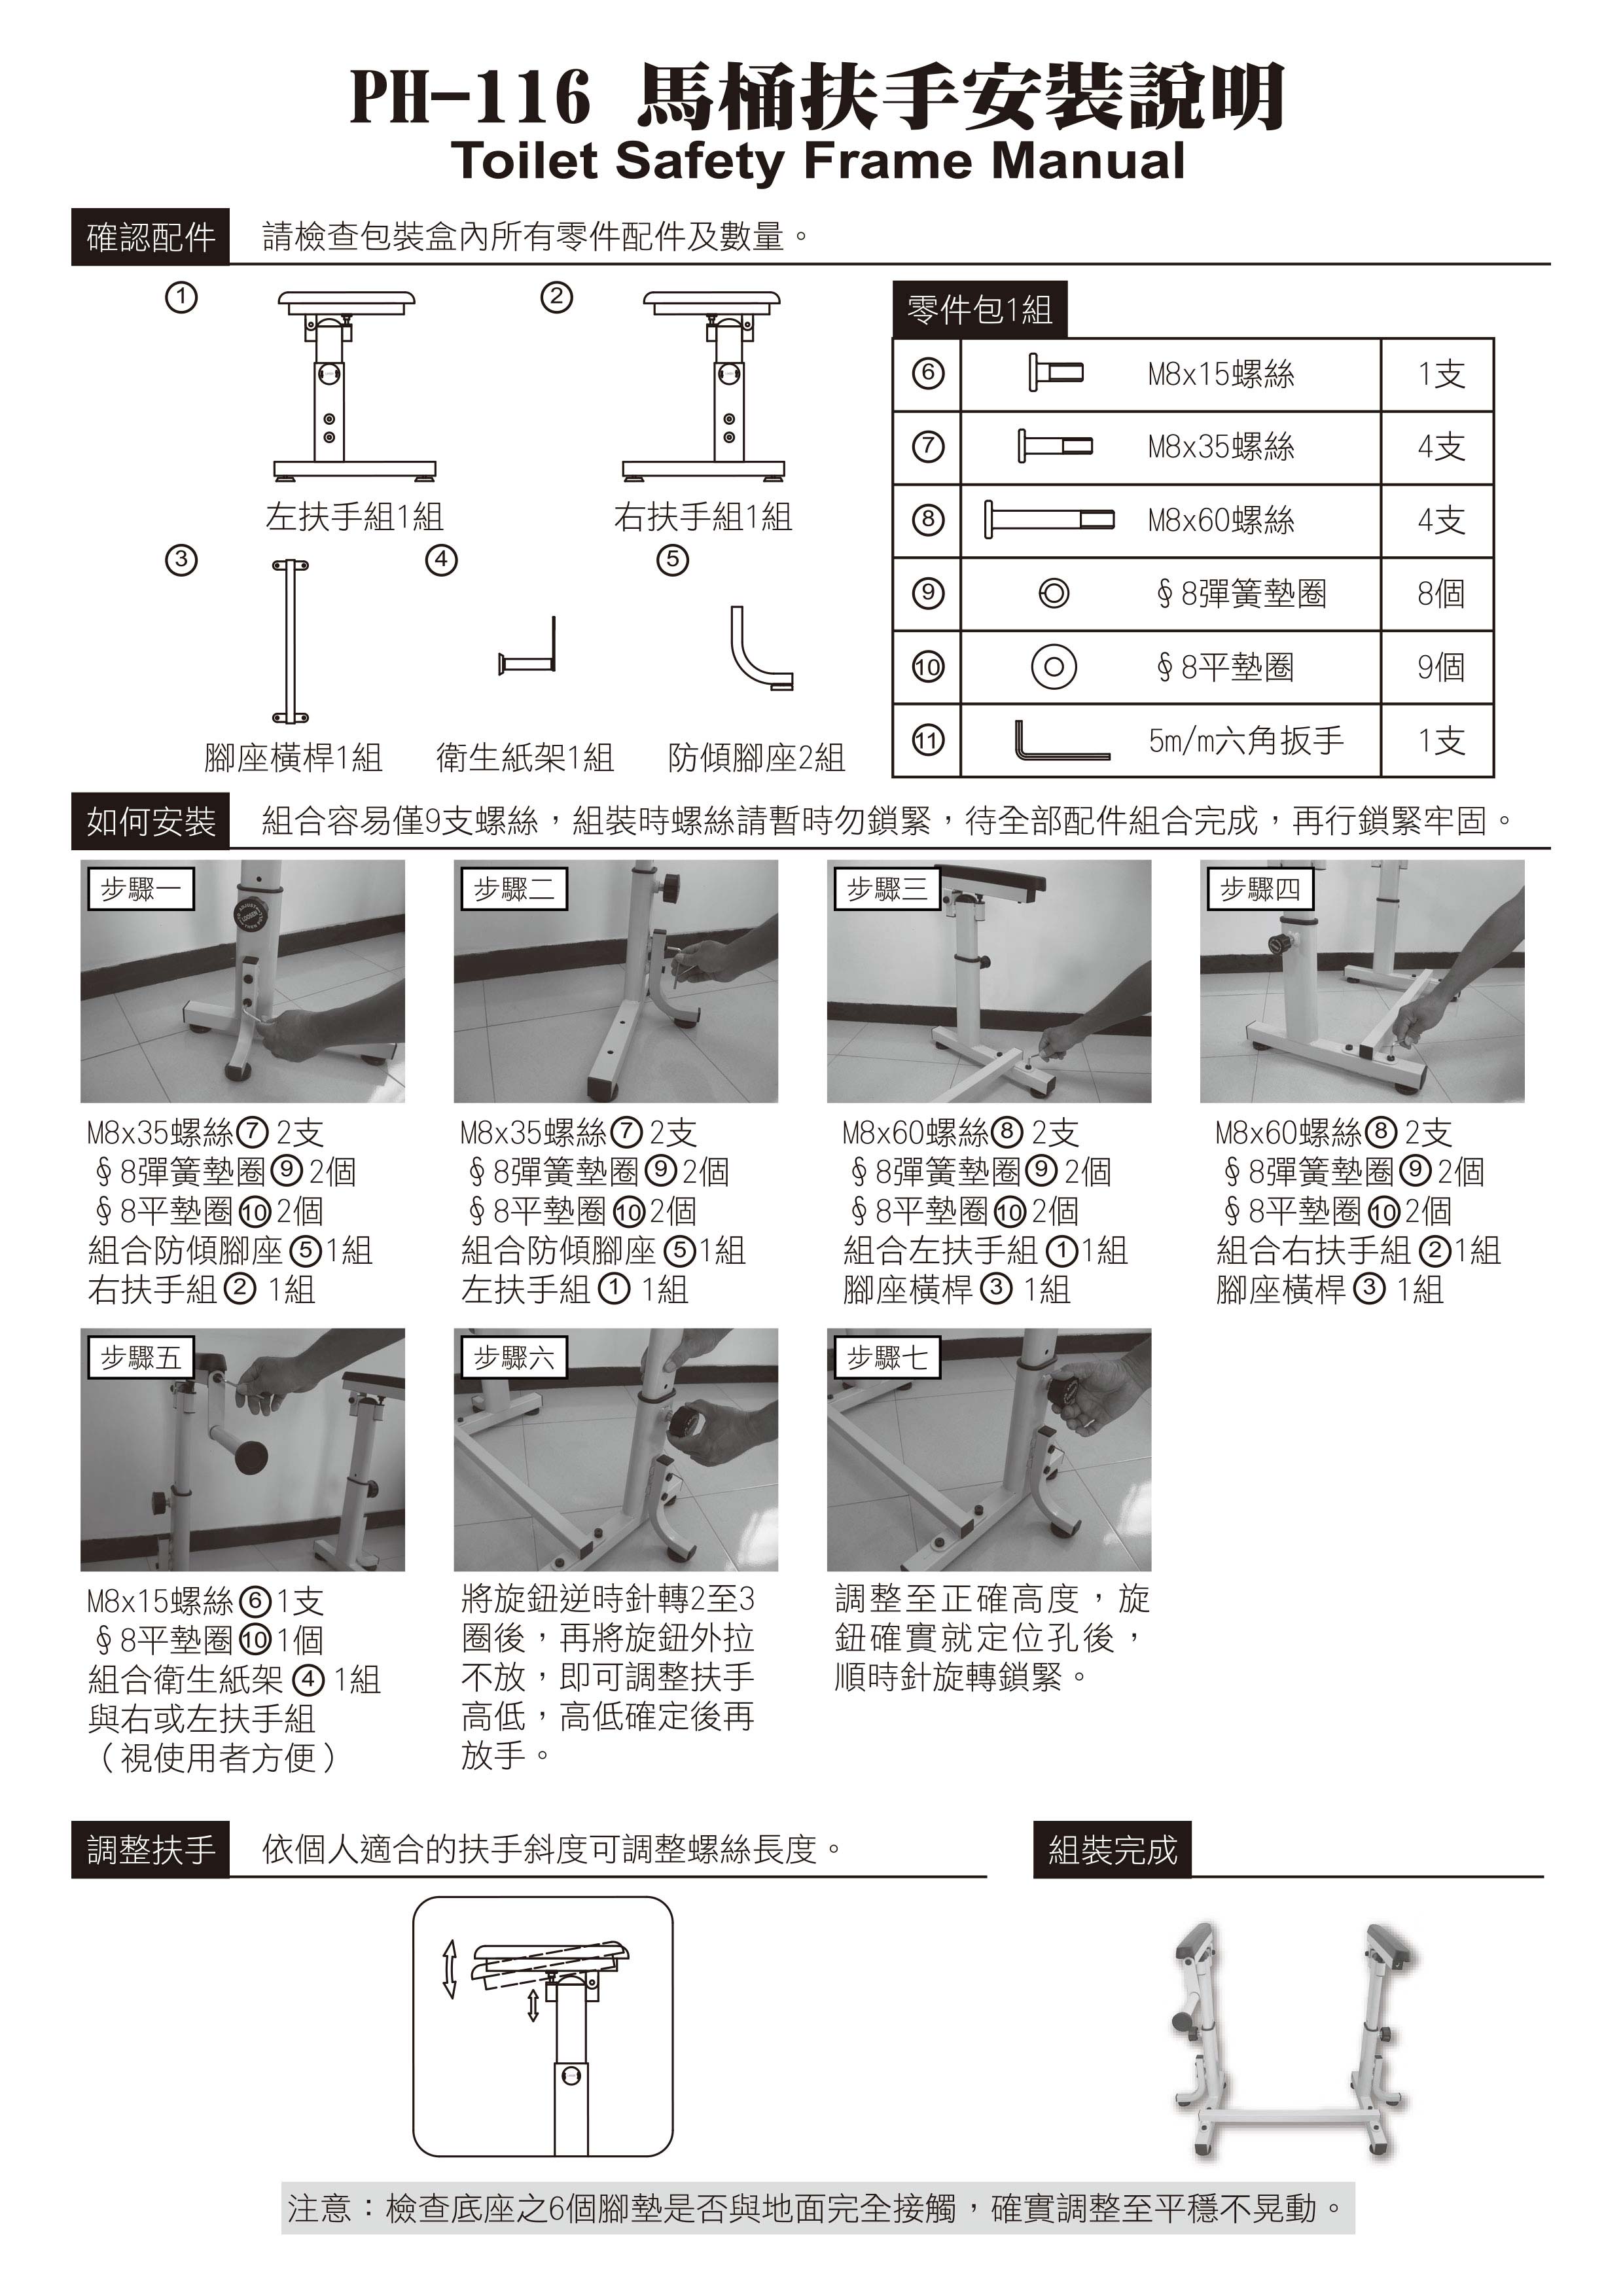 PH-116 馬桶扶手安裝說明
Toilet Safety Frame Manual
確認配件 請檢查包裝盒內所有零件配件及數量。
① ②
左扶手組1組 右扶手組1組
③ ④ ⑤
腳座橫桿1組 衛生紙架1組 防傾腳座2組
零件包1組
⑥ M8x15螺絲 1支
⑦ M8x35螺絲 4支
⑧ M8x60螺絲 4支
⑨ ∮8彈簧墊圈 8個
⑩ ∮8平墊圈 9個
⑪ 5m/m六角扳手 1支
如何安裝 組合容易僅9支螺絲，組裝時螺絲請暫時勿鎖緊，待全部配件組合完成，再行鎖緊牢固。
步驟一
M8x35螺絲⑦2支
∮8彈簧墊圈⑨2個
∮8平墊圈⑩2個
組合防傾腳座⑤1組
右扶手組② 1組
步驟二
M8x35螺絲⑦2支
∮8彈簧墊圈⑨2個
∮8平墊圈⑩2個
組合防傾腳座⑤1組
左扶手組① 1組
步驟三
M8x60螺絲⑧2支
∮8彈簧墊圈⑨2個
∮8平墊圈⑩2個
組合左扶手組①1組
腳座橫桿③ 1組
步驟四
M8x60螺絲⑧2支
∮8彈簧墊圈⑨2個
∮8平墊圈⑩2個
組合右扶手組②1組
腳座橫桿③ 1組
步驟五
M8x15螺絲⑥1支
∮8平墊圈⑩1個
組合衛生紙架④ 1組
與右或左扶手組
（視使用者方便）
步驟六
將旋鈕逆時針轉2至3
圈後，再將旋鈕外拉
不放，即可調整扶手
高低，高低確定後再
放手。
步驟七
調整至正確高度，旋
鈕確實就定位孔後，
順時針旋轉鎖緊。
調整扶手 依個人適合的扶手斜度可調整螺絲長度。
組裝完成
注意：檢查底座之6個腳墊是否與地面完全接觸，確實調整至平穩不晃動。